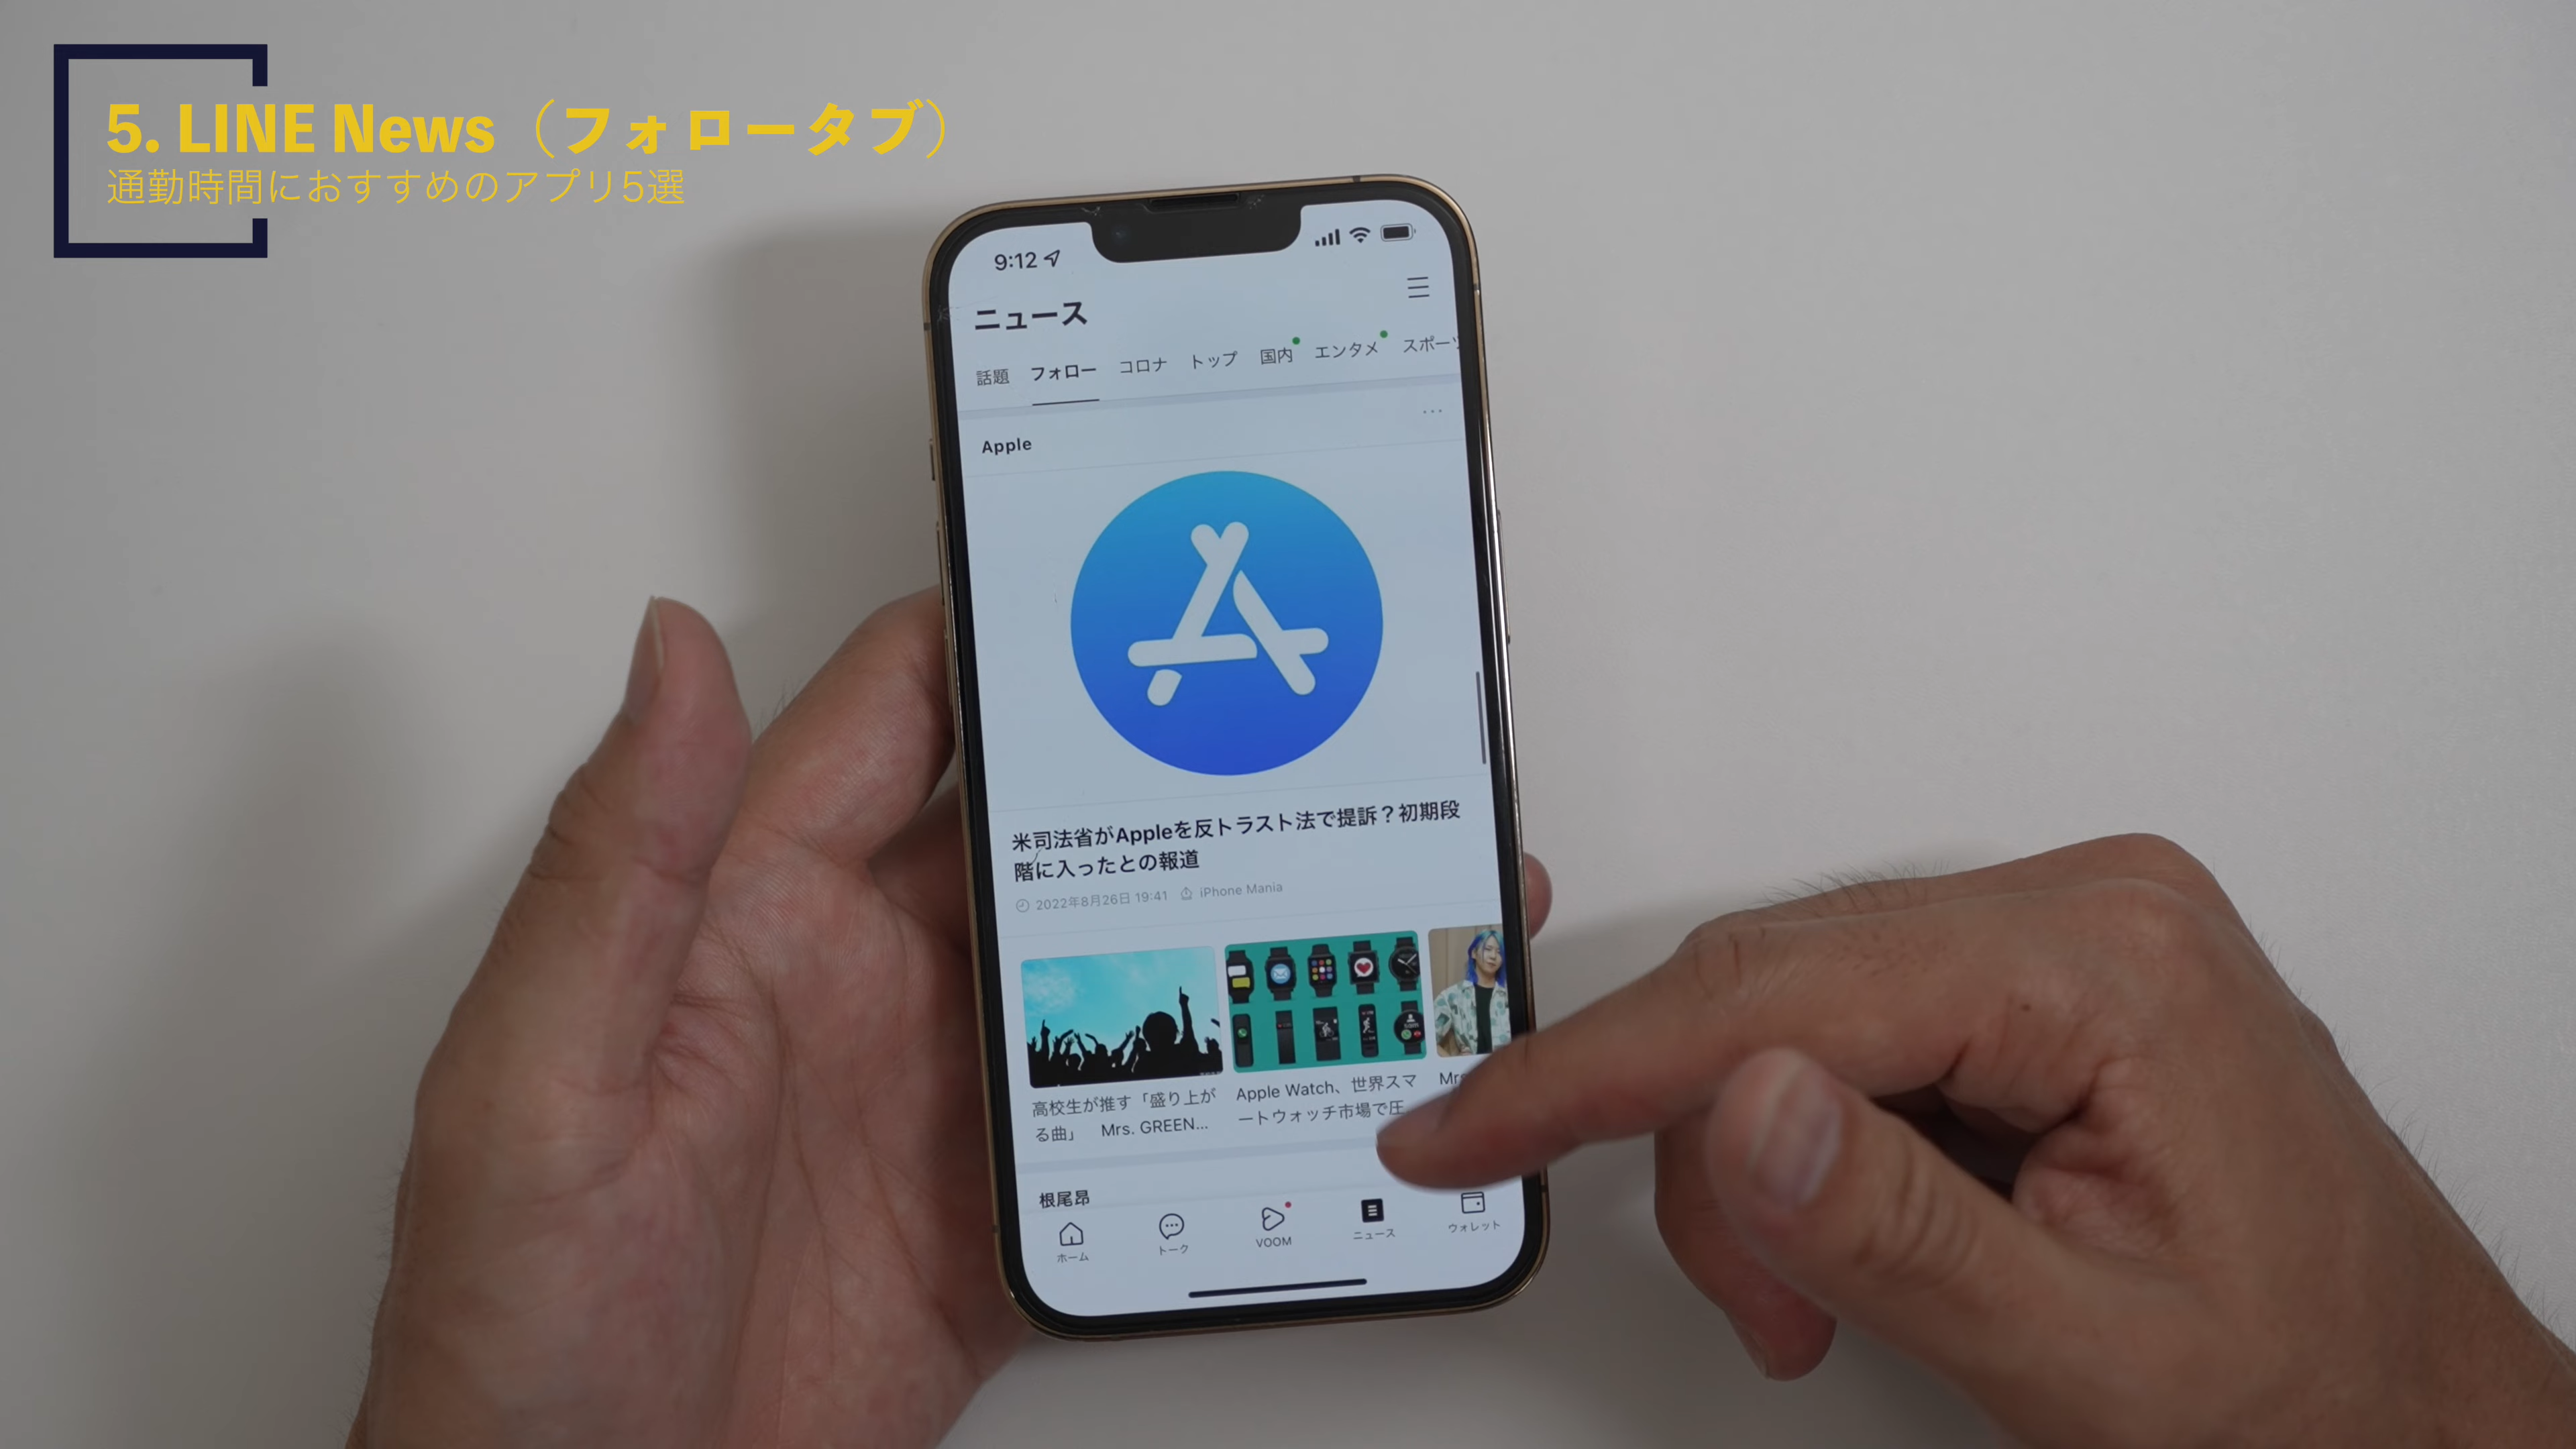 5. LINE News（フォロータブ）
通勤時間におすすめのアプリ5選
9:12
ニュース
話題 フォロー コロナ トップ 国内 エンタメ スポーツ
Apple
米司法省がAppleを反トラスト法で提訴？初期段
階に入ったとの報道
2022年8月26日 19:41 iPhone Mania
高校生が推す「盛り上が
る曲」 Mrs. GREEN...
Apple Watch、世界スマ
ートウォッチ市場で圧
根尾昂
ホーム トーク VOOM ニュース ウォレット